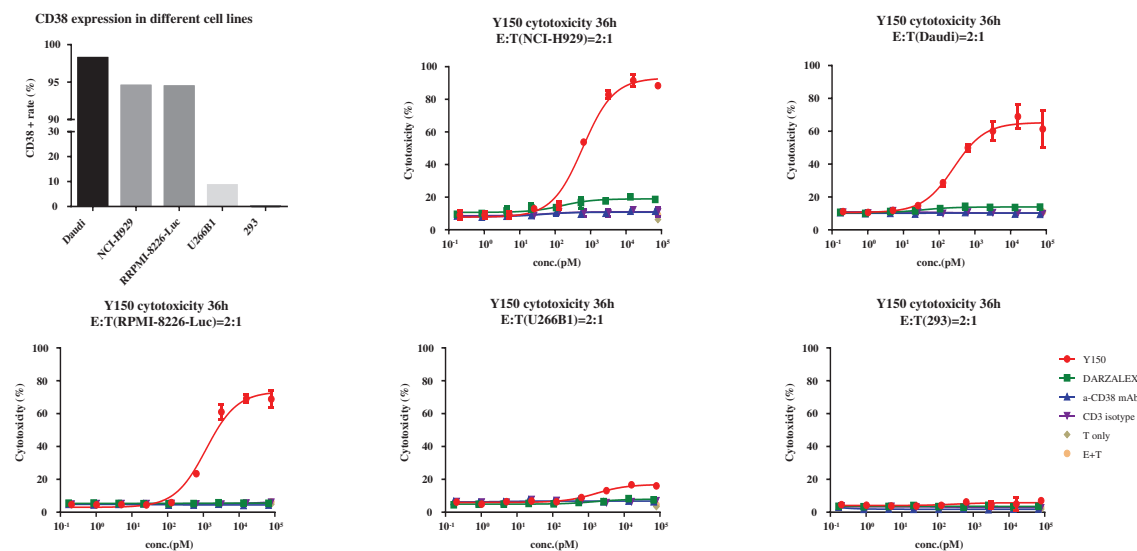 CD38 expression in different cell lines
CD38 + rate (%)
100
95
90
30
20
10
0
Daudi
NCI-H929
RRPMI-8226-Luc
U266B1
293
Y150 cytotoxicity 36h
E:T(NCI-H929)=2:1
Cytotoxicity (%)
100
80
60
40
20
0
10-1
100
101
102
103
104
105
conc.(pM)
Y150 cytotoxicity 36h
E:T(Daudi)=2:1
Cytotoxicity (%)
100
80
60
40
20
0
10-1
100
101
102
103
104
105
conc.(pM)
Y150 cytotoxicity 36h
E:T(RPMI-8226-Luc)=2:1
Cytotoxicity (%)
100
80
60
40
20
0
10-1
100
101
102
103
104
105
conc.(pM)
Y150 cytotoxicity 36h
E:T(U266B1)=2:1
Cytotoxicity (%)
100
80
60
40
20
0
10-1
100
101
102
103
104
105
conc.(pM)
Y150 cytotoxicity 36h
E:T(293)=2:1
Cytotoxicity (%)
100
80
60
40
20
0
10-1
100
101
102
103
104
105
conc.(pM)
Y150
DARZALEX
a-CD38 mAb
CD3 isotype
T only
E+T